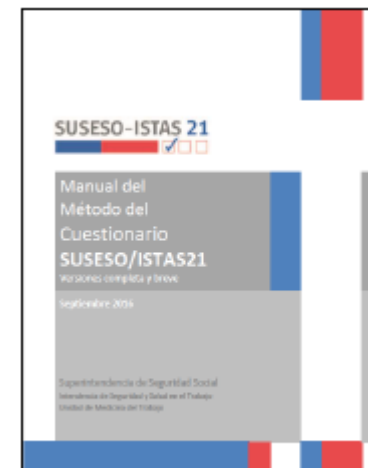 SUSESO-ISTAS 21
Manual del
Método del
Cuestionario
SUSESO/ISTAS21
Versiones completa y breve
Septiembre 2016
Superintendencia de Seguridad Social
Intendencia de Seguridad y Salud en el Trabajo
Unidad de Medicina del Trabajo